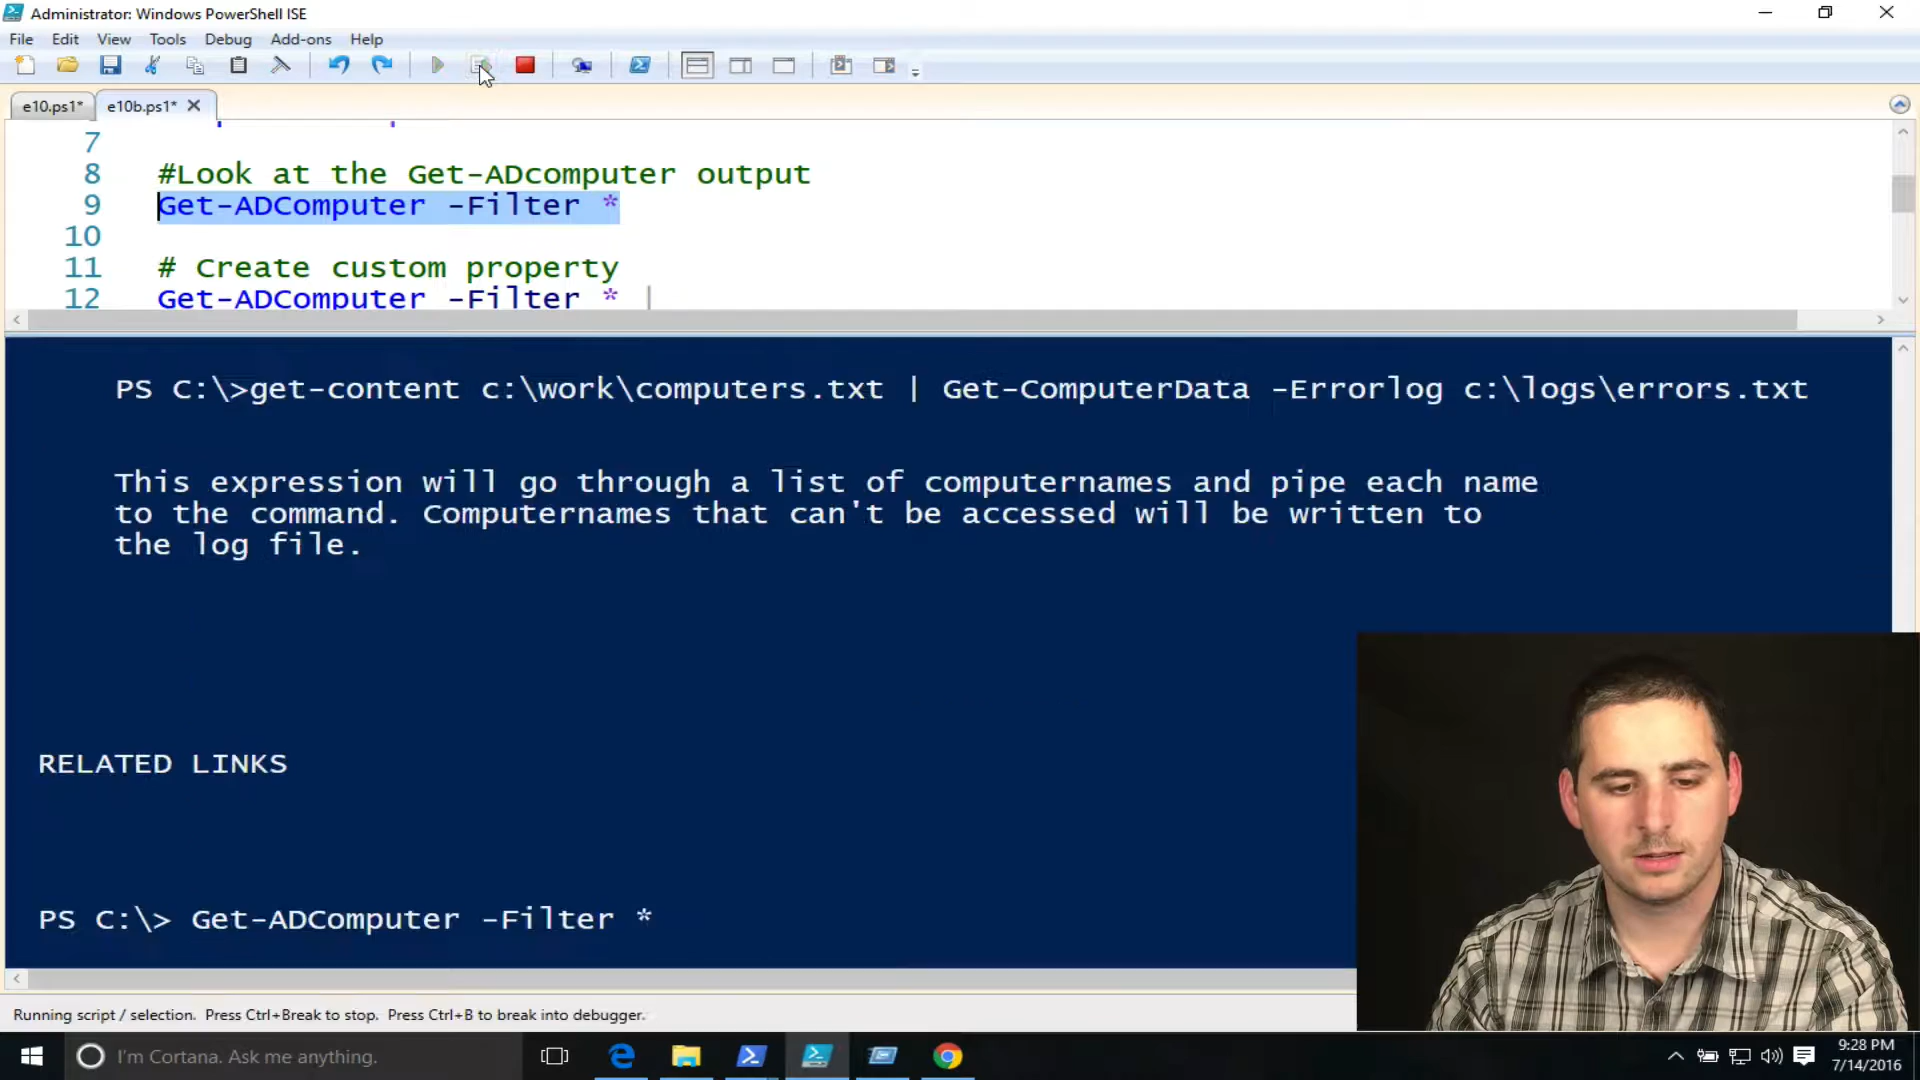 Administrator: Windows PowerShell ISE
File Edit View Tools Debug Add-ons Help
e10.ps1* e10b.ps1*
7
8 #Look at the Get-ADcomputer output
9 Get-ADComputer -Filter *
10
11 # Create custom property
12 Get-ADComputer -Filter * |
PS C:\>get-content c:\work\computers.txt | Get-ComputerData -Errorlog c:\logs\errors.txt
This expression will go through a list of computernames and pipe each name
to the command. Computernames that can't be accessed will be written to
the log file.
RELATED LINKS
PS C:\> Get-ADComputer -Filter *
Running script / selection. Press Ctrl+Break to stop. Press Ctrl+B to break into debugger.
I'm Cortana. Ask me anything.
9:28 PM
7/14/2016